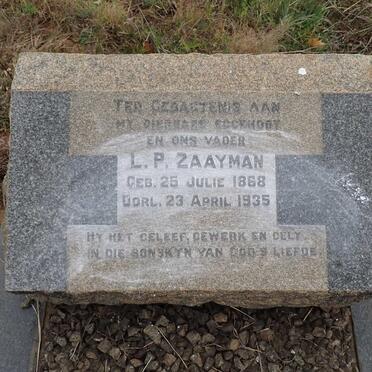 TER GEDAGTENIS AAN
MY DIERBARE EGGENOOT
EN ONS VADER
L. P. ZAAYMAN
GEB. 25 JULIE 1868
OORL. 23 APRIL 1935
HY HET GELEEF, GEWERK EN GELY
IN DIE SONSKYN VAN GOD'S LIEFDE.